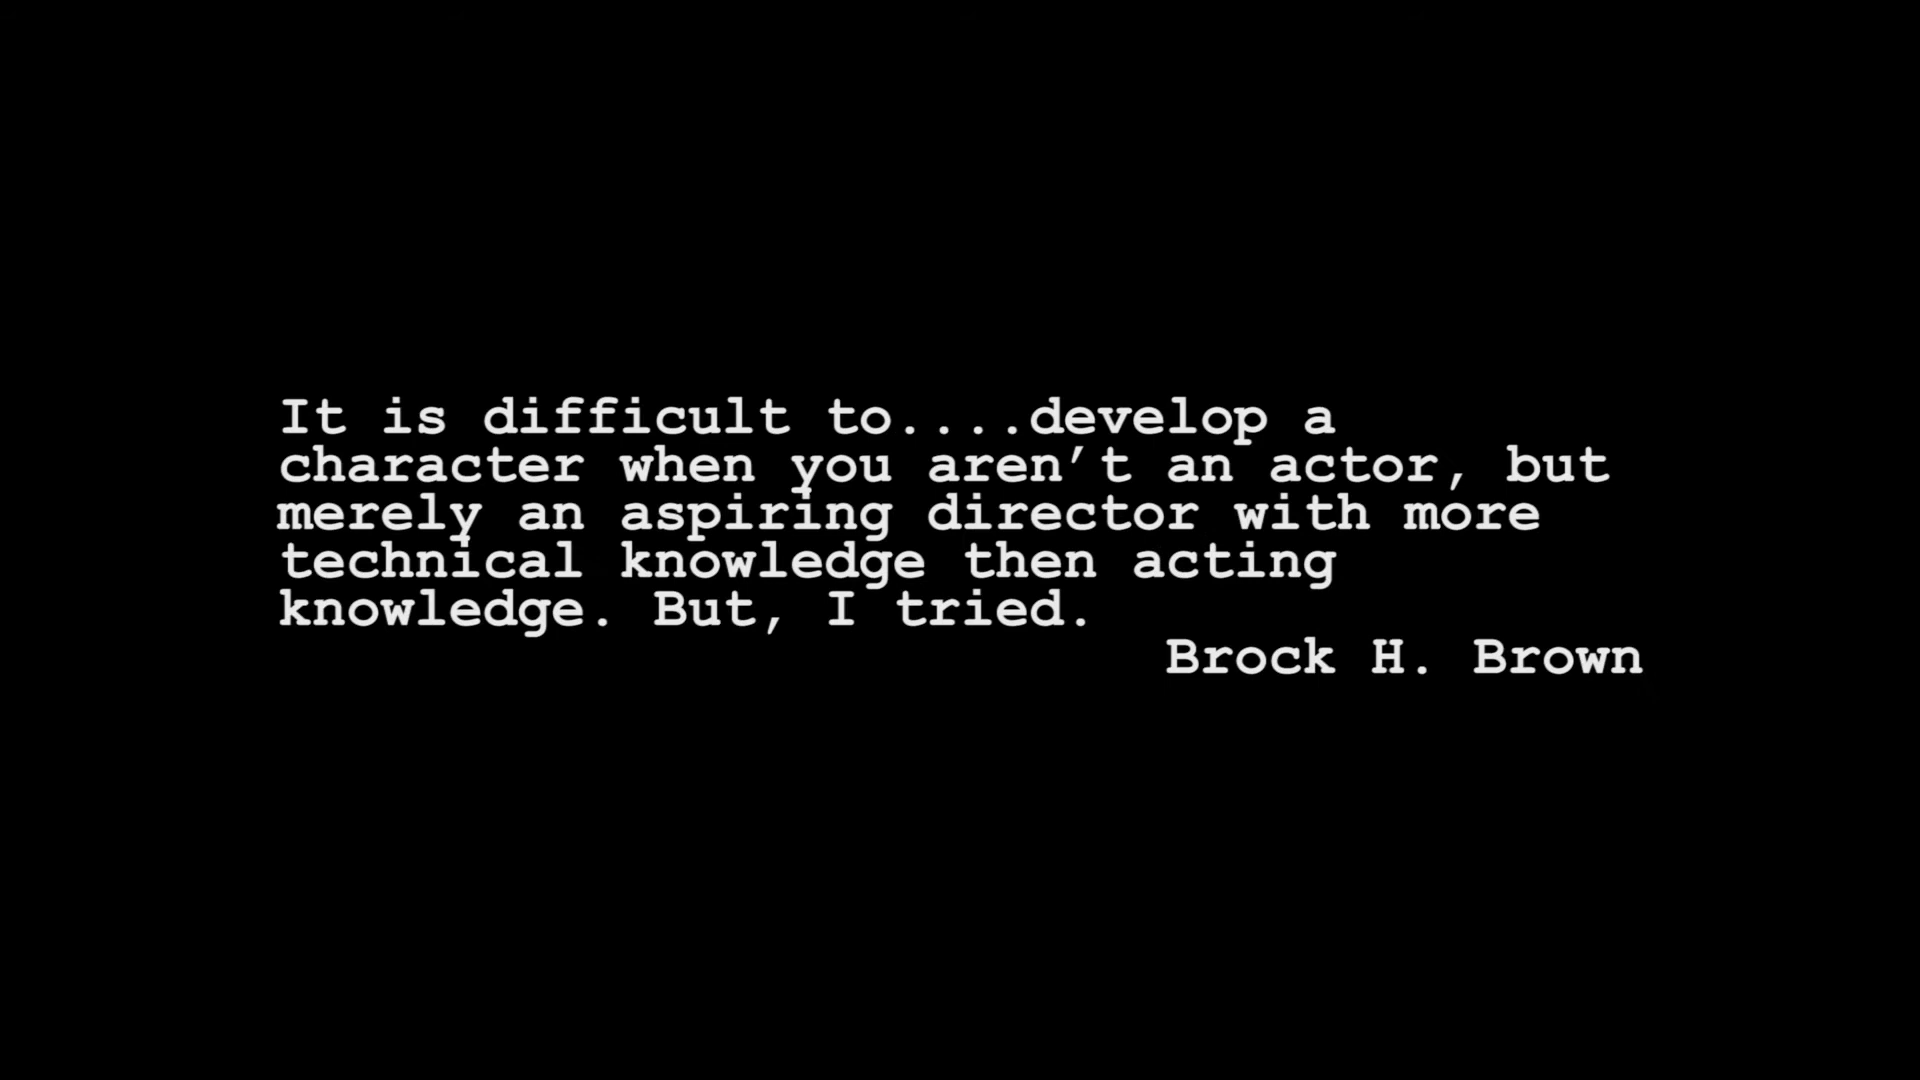 It is difficult to....develop a
character when you aren’t an actor, but
merely an aspiring director with more
technical knowledge then acting
knowledge. But, I tried.
Brock H. Brown